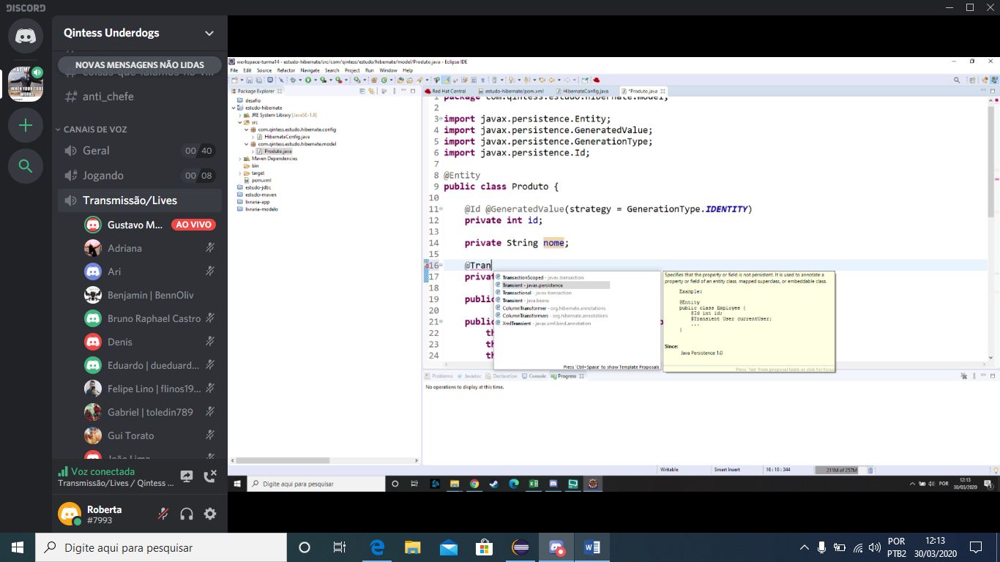 DISCORD
Qintess Underdogs
NOVAS MENSAGENS NÃO LIDAS
anti_chefe
CANAIS DE VOZ
Geral 00 40
Jogando 00 08
Transmissão/Lives
Gustavo M... AO VIVO
Adriana
Ari
Benjamin | BennOliv
Bruno Raphael Castro
Denis
Eduardo | dueduard...
Felipe Lino | flinos19...
Gabriel | toledin789
Gui Torato
João Lima
Voz conectada
Transmissão/Lives / Qintess ...
Roberta
#7993
workspace-turma14 - estudo-hibernate/src/com/qintess/estudo/hibernate/model/Produto.java - Eclipse IDE
File Edit Source Refactor Navigate Search Project Run Window Help
Package Explorer
desafio
estudo-hibernate
JRE System Library [JavaSE-1.8]
src
com.qintess.estudo.hibernate.config
HibernateConfig.java
com.qintess.estudo.hibernate.model
Produto.java
Maven Dependencies
bin
target
pom.xml
estudo-jdbc
estudo-maven
livraria-app
livraria-modelo
Red Hat Central estudo-hibernate/pom.xml HibernateConfig.java *Produto.java
1 package com.qintess.estudo.hibernate.model;
2
3 import javax.persistence.Entity;
4 import javax.persistence.GeneratedValue;
5 import javax.persistence.GenerationType;
6 import javax.persistence.Id;
7
8 @Entity
9 public class Produto {
10
11 @Id @GeneratedValue(strategy = GenerationType.IDENTITY)
12 private int id;
13
14 private String nome;
15
16 @Tran
17 priva
18
19 publi
20
21 publi
22 th
23 th
24 th
TransactionScoped - javax.transaction
Transient - javax.persistence
Transactional - javax.transaction
Transient - java.beans
ColumnTransformer - org.hibernate.annotations
ColumnTransformers - org.hibernate.annotations
XmlTransient - javax.xml.bind.annotation
Press 'Ctrl+Space' to show Template Proposals
Specifies that the property or field is not persistent. It is used to annotate a
property or field of an entity class, mapped superclass, or embeddable class.
Example:
@Entity
public class Employee {
@Id int id;
@Transient User currentUser;
...
}
Since:
Java Persistence 1.0
Press 'Tab' from proposal table or click for focus
Problems Javadoc Declaration Console Progress
No operations to display at this time.
Writable Smart Insert 16 : 10 : 344 211M of 257M
Digite aqui para pesquisar
POR
12:13
30/03/2020
Digite aqui para pesquisar
POR
PTB2
12:13
30/03/2020